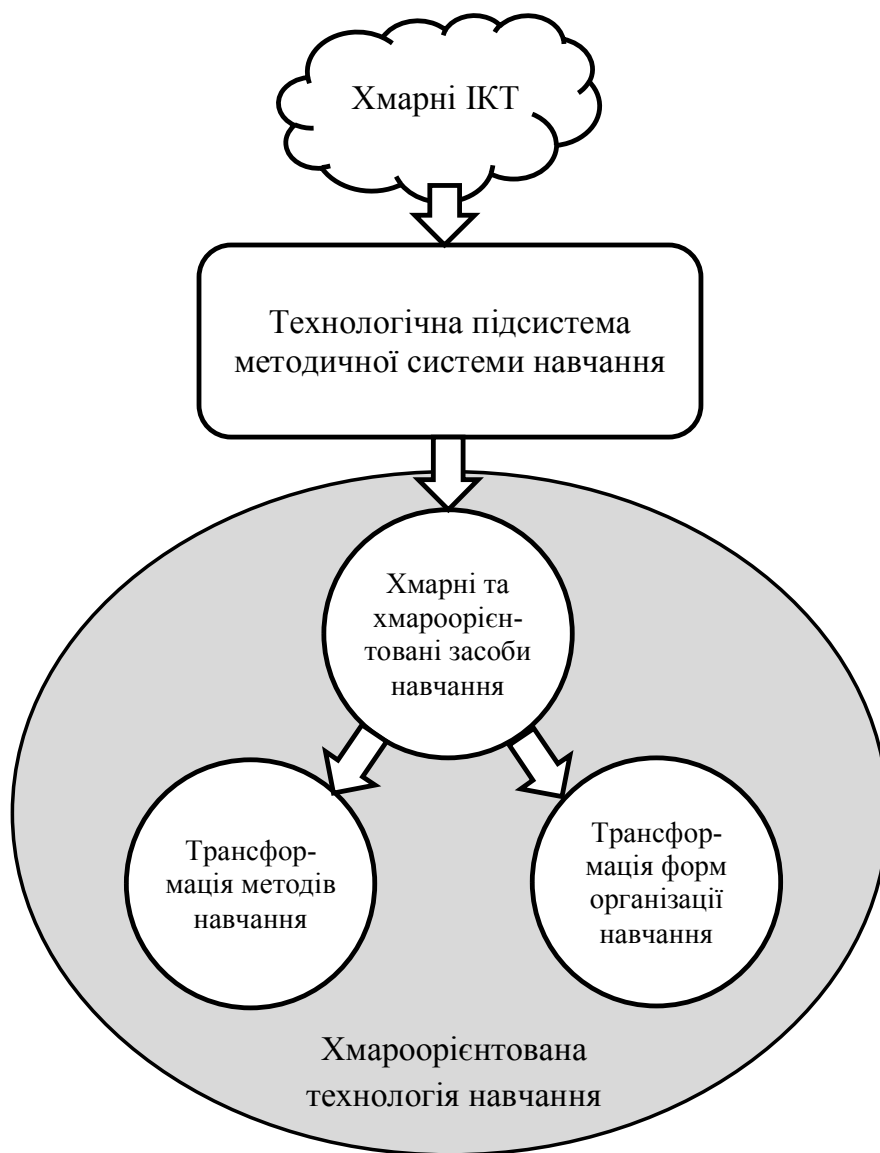 Хмарні ІКТ
Технологічна підсистема
методичної системи навчання
Хмарні та
хмароорієн-
товані засоби
навчання
Трансфор-
мація методів
навчання
Трансфор-
мація форм
організації
навчання
Хмароорієнтована
технологія навчання